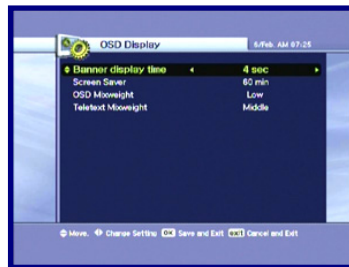 OSD Display 6/Feb. AM 07:25
Banner display time 4 sec
Screen Saver 60 min
OSD Mixweight Low
Teletext Mixweight Middle
Move, Change Setting OK Save and Exit EXIT Cancel and Exit